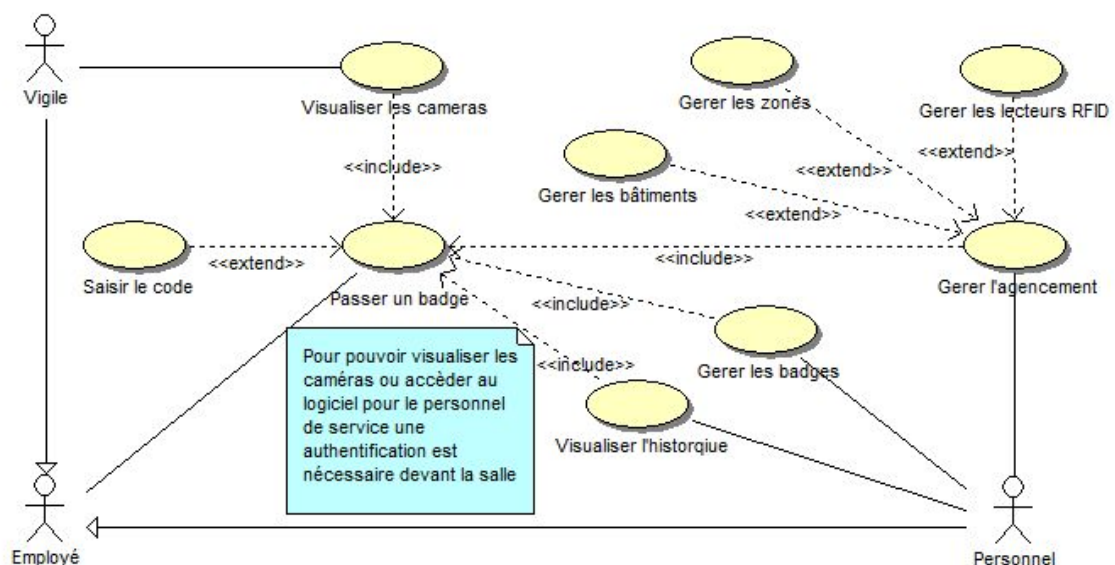 Vigile
Visualiser les cameras
Gerer les zones
Gerer les lecteurs RFID
<<include>>
<<extend>>
<<extend>>
Gerer les bâtiments
<<extend>>
Saisir le code
<<extend>>
Passer un badge
<<include>>
Gerer l'agencement
<<include>>
Pour pouvoir visualiser les
caméras ou accèder au
logiciel pour le personnel
de service une
authentification est
nécessaire devant la salle
<<include>>
Gerer les badges
Visualiser l'historqiue
Employé
Personnel